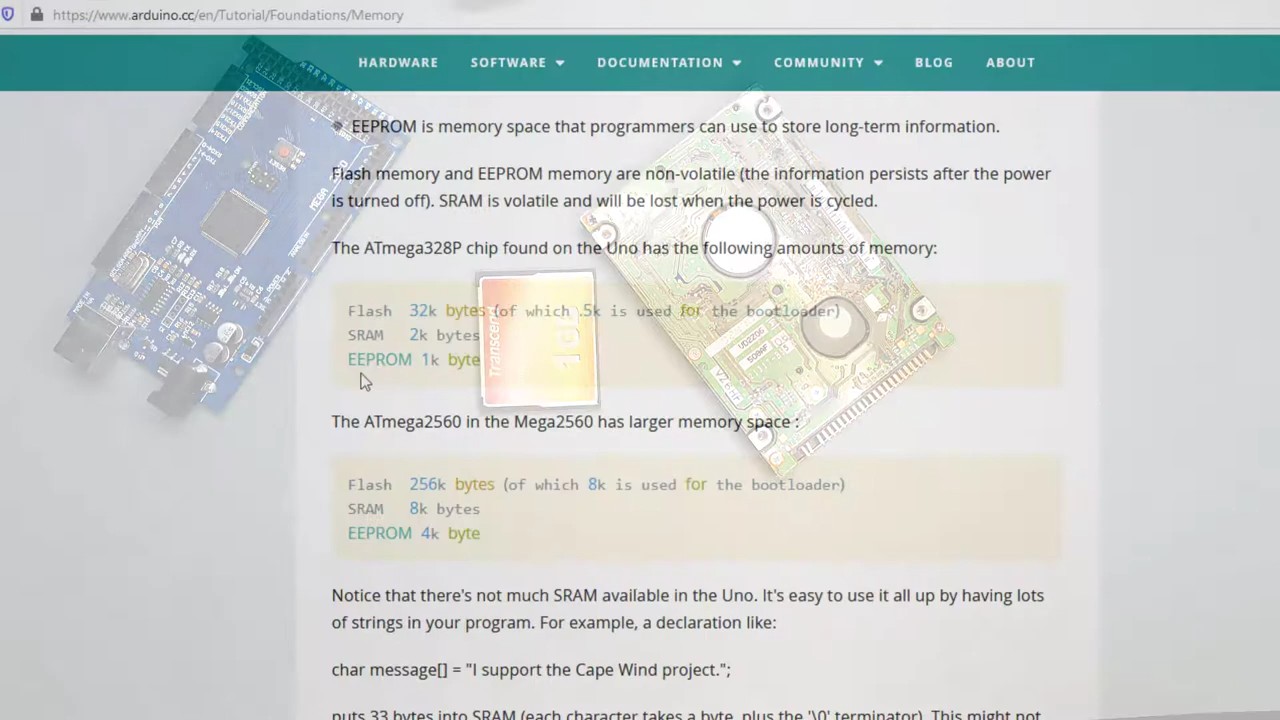 https://www.arduino.cc/en/Tutorial/Foundations/Memory
HARDWARE SOFTWARE DOCUMENTATION COMMUNITY BLOG ABOUT
EEPROM is memory space that programmers can use to store long-term information.
Flash memory and EEPROM memory are non-volatile (the information persists after the power
is turned off). SRAM is volatile and will be lost when the power is cycled.
The ATmega328P chip found on the Uno has the following amounts of memory:
Flash 32k bytes (of which .5k is used for the bootloader)
SRAM 2k bytes
EEPROM 1k byte
Transcend
MEGA
The ATmega2560 in the Mega2560 has larger memory space :
Flash 256k bytes (of which 8k is used for the bootloader)
SRAM 8k bytes
EEPROM 4k byte
Notice that there's not much SRAM available in the Uno. It's easy to use it all up by having lots
of strings in your program. For example, a declaration like:
char message[] = "I support the Cape Wind project.";
puts 33 bytes into SRAM (each character takes a byte, plus the '\0' terminator). This might not